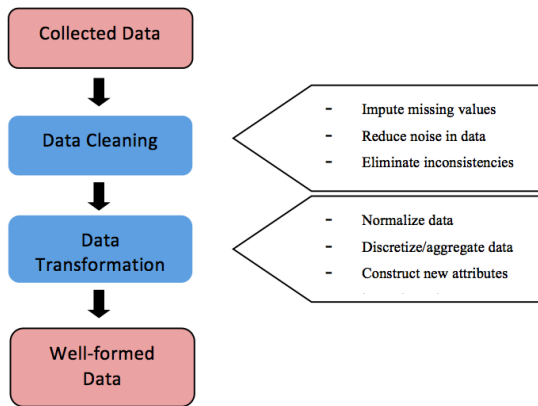 Collected Data
Data Cleaning
- Impute missing values
- Reduce noise in data
- Eliminate inconsistencies
Data
Transformation
- Normalize data
- Discretize/aggregate data
- Construct new attributes
Well-formed
Data